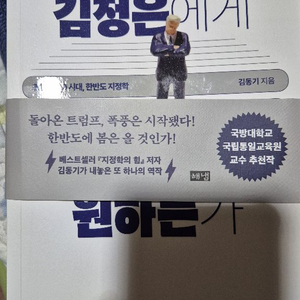 김정은에게
시대, 한반도 지정학
김동기 지음
돌아온 트럼프, 폭풍은 시작됐다!
한반도에 봄은 올 것인가!
베스트셀러 『지정학의 힘』 저자
김동기가 내놓은 또 하나의 역작
국방대학교
국립통일교육원
교수 추천작
해냄
원하는가